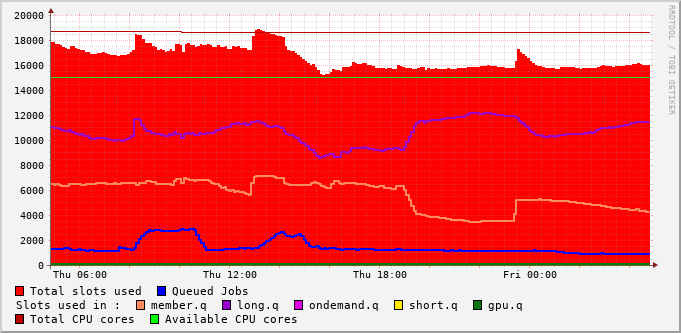 20000
18000
16000
14000
12000
10000
8000
6000
4000
2000
0
Thu 06:00 Thu 12:00 Thu 18:00 Fri 00:00
RRDTOOL / TOBI OETIKER
Total slots used Queued Jobs
Slots used in : member.q long.q ondemand.q short.q gpu.q
Total CPU cores Available CPU cores